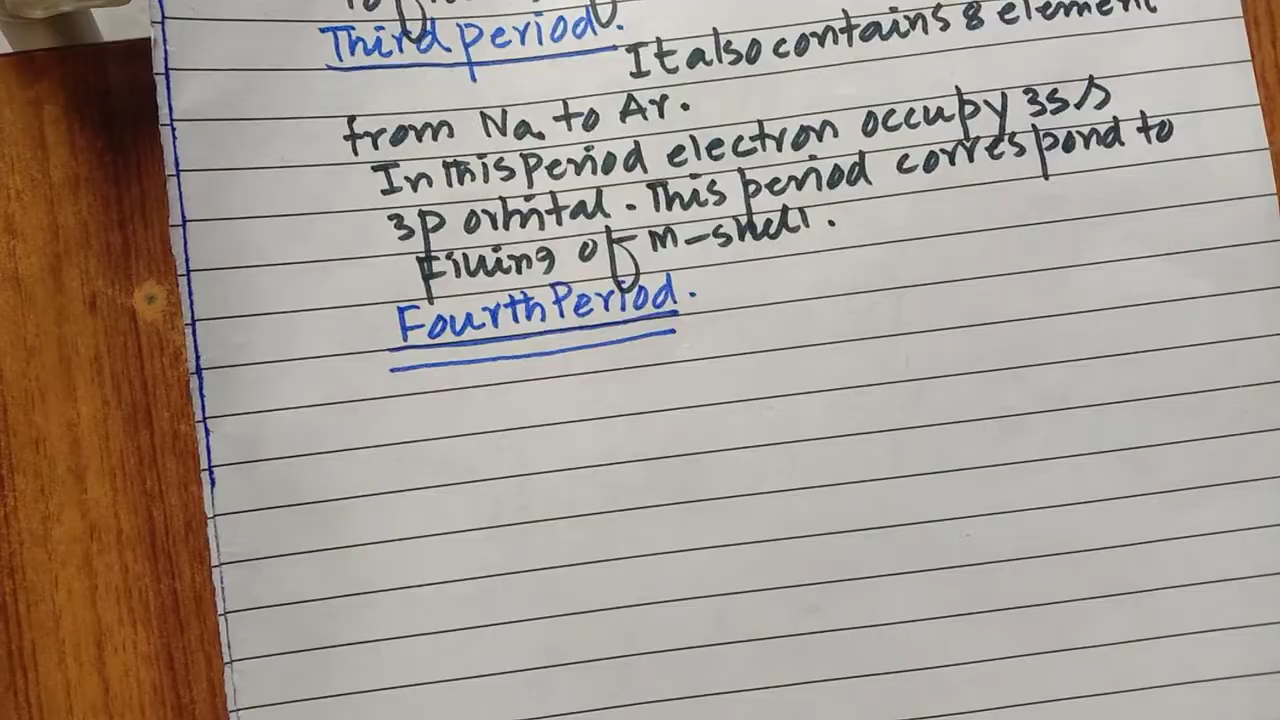 Third period.
It also contains 8 element
from Na to Ar.
In this period electron occupy 3s &
3p orbital. This period correspond to
Filling of M-shell.
Fourth Period.